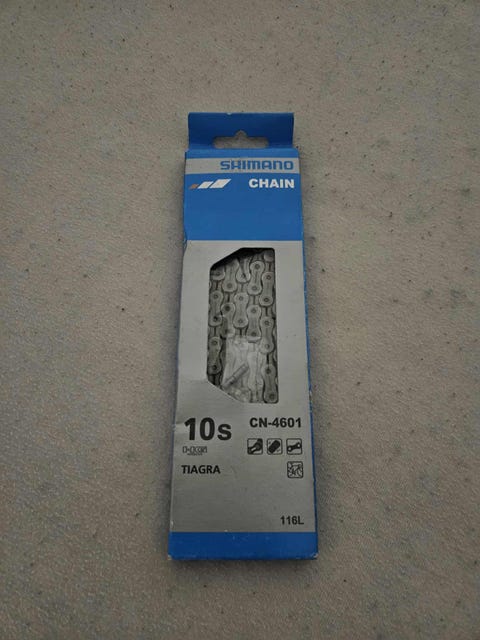 SHIMANO
CHAIN
10s
CN-4601
TIAGRA
116L